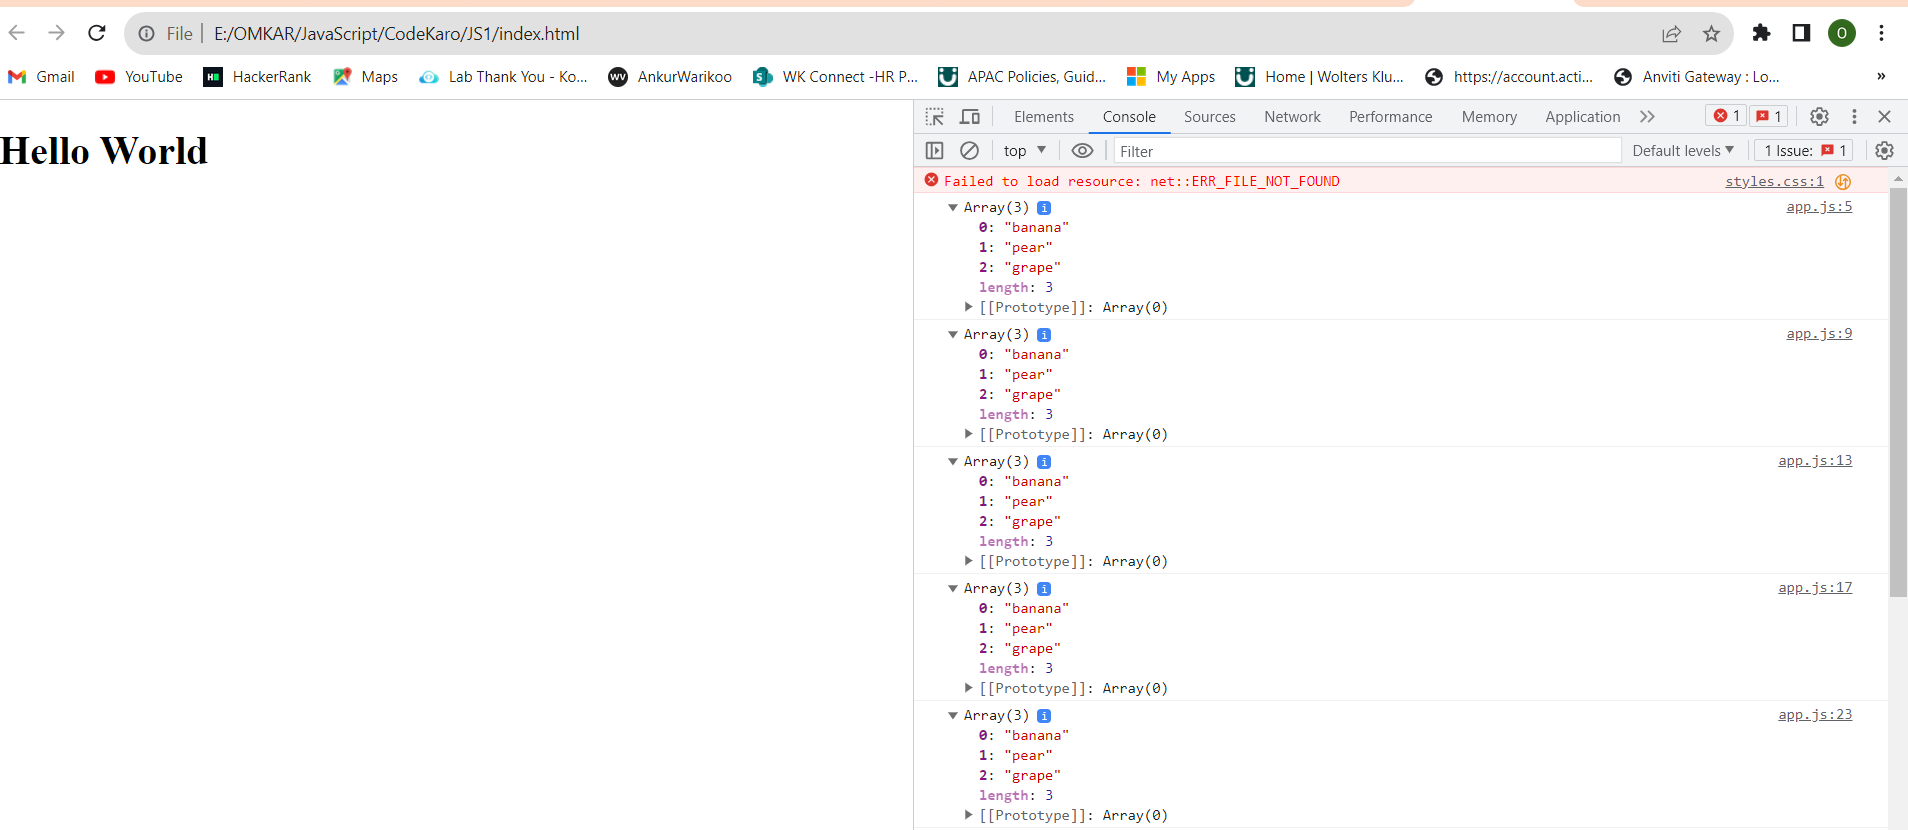 File | E:/OMKAR/JavaScript/CodeKaro/JS1/index.html O
Gmail YouTube HackerRank Maps Lab Thank You - Ko... AnkurWarikoo WK Connect -HR P... APAC Policies, Guid... My Apps Home | Wolters Klu... https://account.acti... Anviti Gateway : Lo... »
Hello World
Elements Console Sources Network Performance Memory Application 1 1
top Filter Default levels 1 Issue: 1
Failed to load resource: net::ERR_FILE_NOT_FOUND styles.css:1
Array(3) i app.js:5
0: "banana"
1: "pear"
2: "grape"
length: 3
[[Prototype]]: Array(0)
Array(3) i app.js:9
0: "banana"
1: "pear"
2: "grape"
length: 3
[[Prototype]]: Array(0)
Array(3) i app.js:13
0: "banana"
1: "pear"
2: "grape"
length: 3
[[Prototype]]: Array(0)
Array(3) i app.js:17
0: "banana"
1: "pear"
2: "grape"
length: 3
[[Prototype]]: Array(0)
Array(3) i app.js:23
0: "banana"
1: "pear"
2: "grape"
length: 3
[[Prototype]]: Array(0)